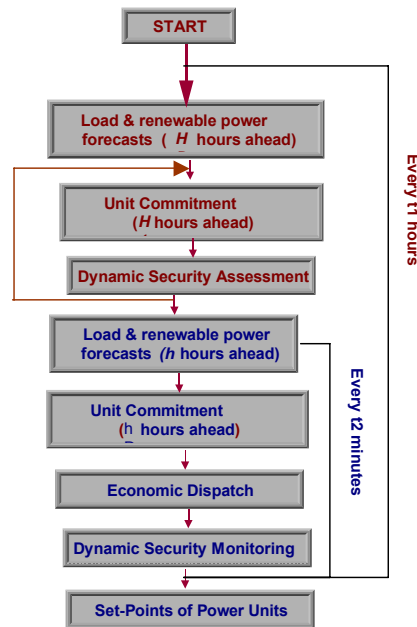 START
Load & renewable power
forecasts ( H hours ahead)
Unit Commitment
(H hours ahead)
Dynamic Security Assessment
Load & renewable power
forecasts (h hours ahead)
Unit Commitment
(h hours ahead)
Economic Dispatch
Dynamic Security Monitoring
Set-Points of Power Units
Every t2 minutes
Every t1 hours